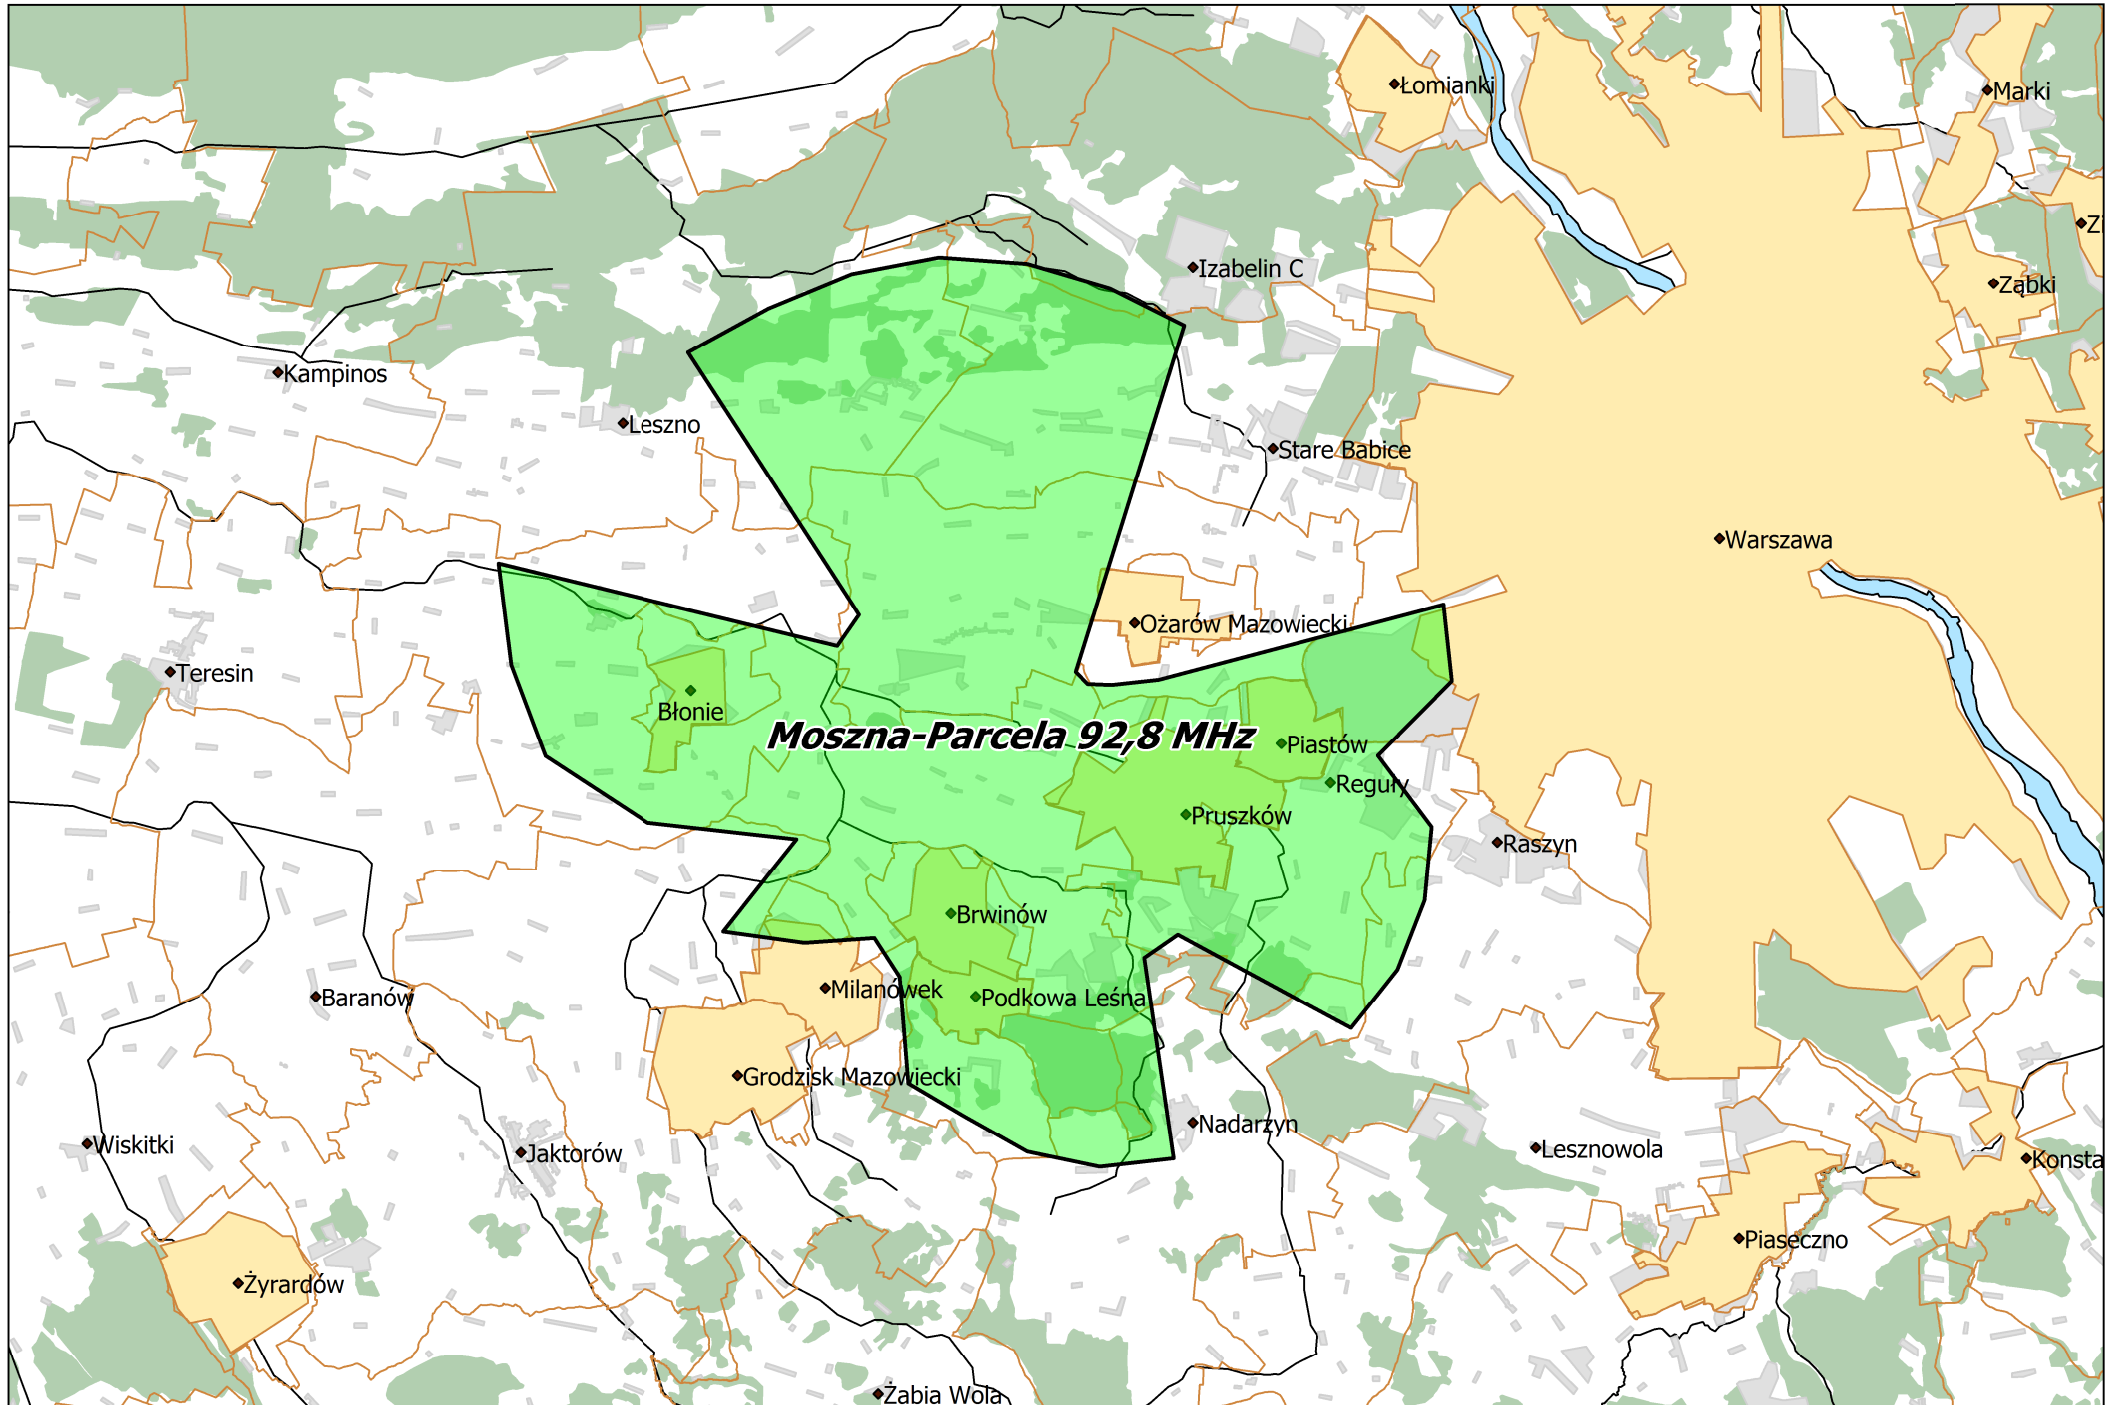 Łomianki
Marki
Zi
Izabelin C
Ząbki
Kampinos
Leszno
Stare Babice
Warszawa
Ożarów Mazowiecki
Teresin
Błonie
Moszna-Parcela 92,8 MHz
Piastów
Reguły
Pruszków
Raszyn
Brwinów
Milanówek
Podkowa Leśna
Baranów
Grodzisk Mazowiecki
Nadarzyn
Wiskitki
Jaktorów
Lesznowola
Konsta
Piaseczno
Żyrardów
Żabia Wola